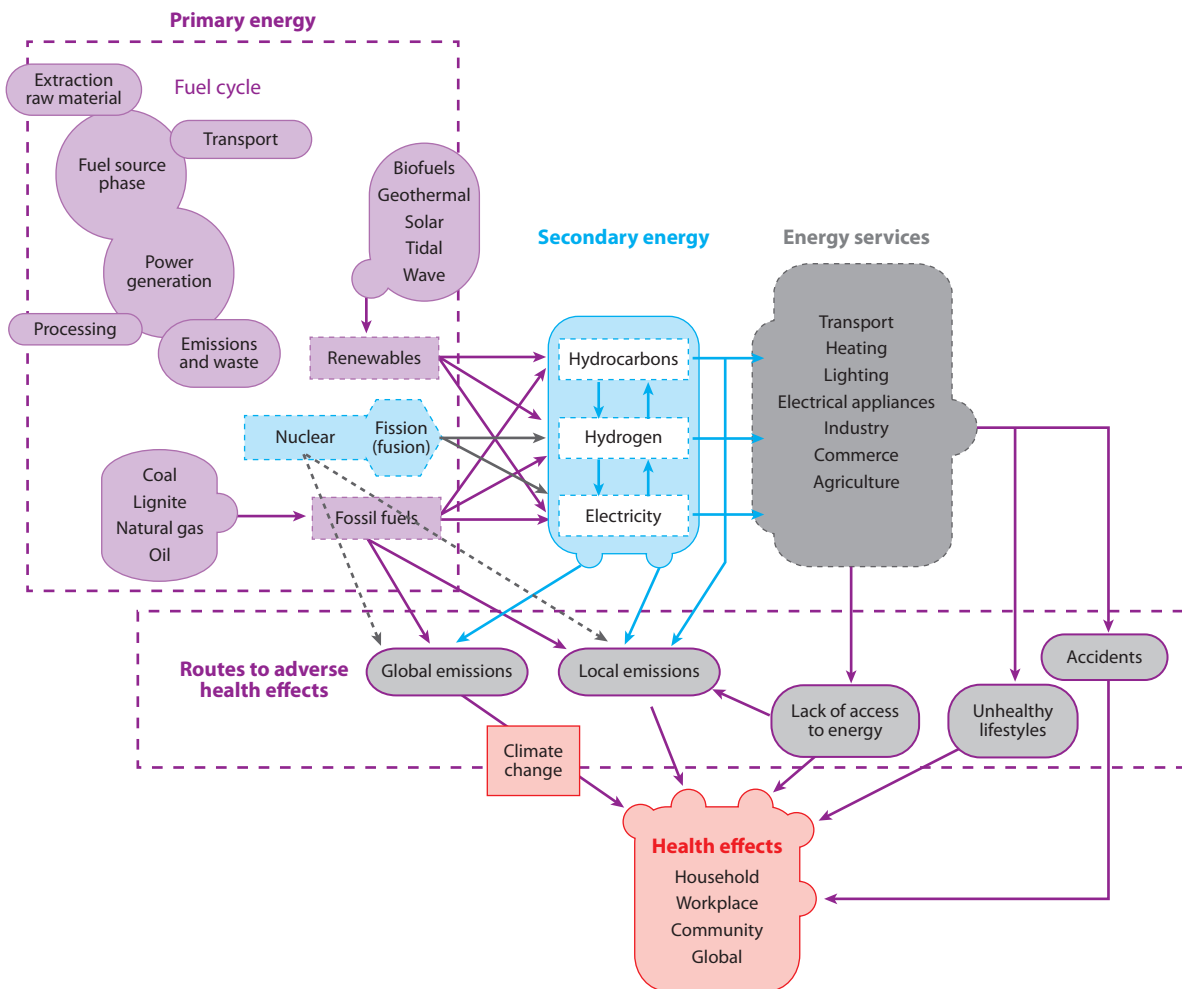 Primary energy
Extraction
raw material
Fuel cycle
Transport
Fuel source
phase
Power
generation
Processing
Emissions
and waste
Biofuels
Geothermal
Solar
Tidal
Wave
Renewables
Nuclear
Fission
(fusion)
Coal
Lignite
Natural gas
Oil
Fossil fuels
Secondary energy
Hydrocarbons
Hydrogen
Electricity
Energy services
Transport
Heating
Lighting
Electrical appliances
Industry
Commerce
Agriculture
Routes to adverse
health effects
Global emissions
Local emissions
Lack of access
to energy
Unhealthy
lifestyles
Accidents
Climate
change
Health effects
Household
Workplace
Community
Global